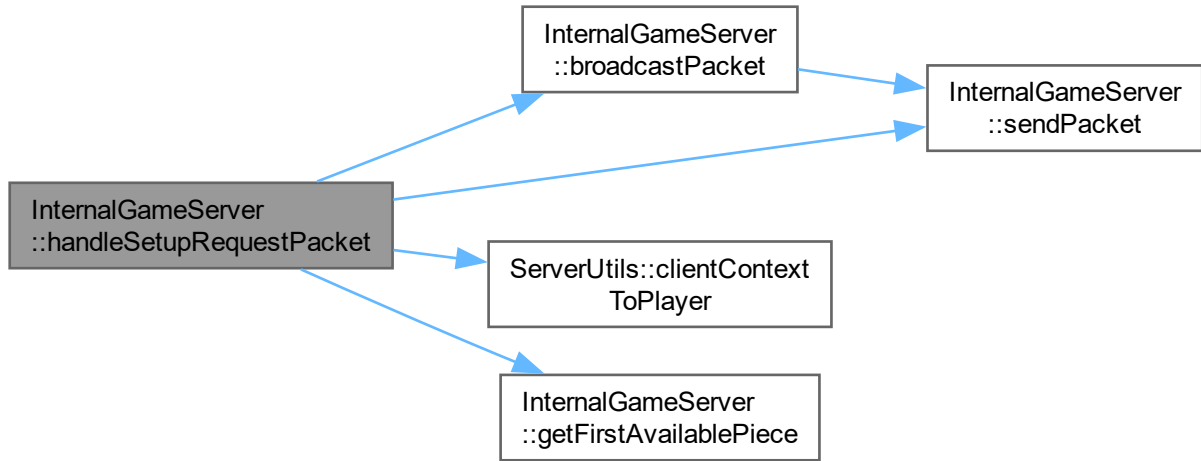 InternalGameServer
::broadcastPacket
InternalGameServer
::sendPacket
InternalGameServer
::handleSetupRequestPacket
ServerUtils::clientContext
ToPlayer
InternalGameServer
::getFirstAvailablePiece